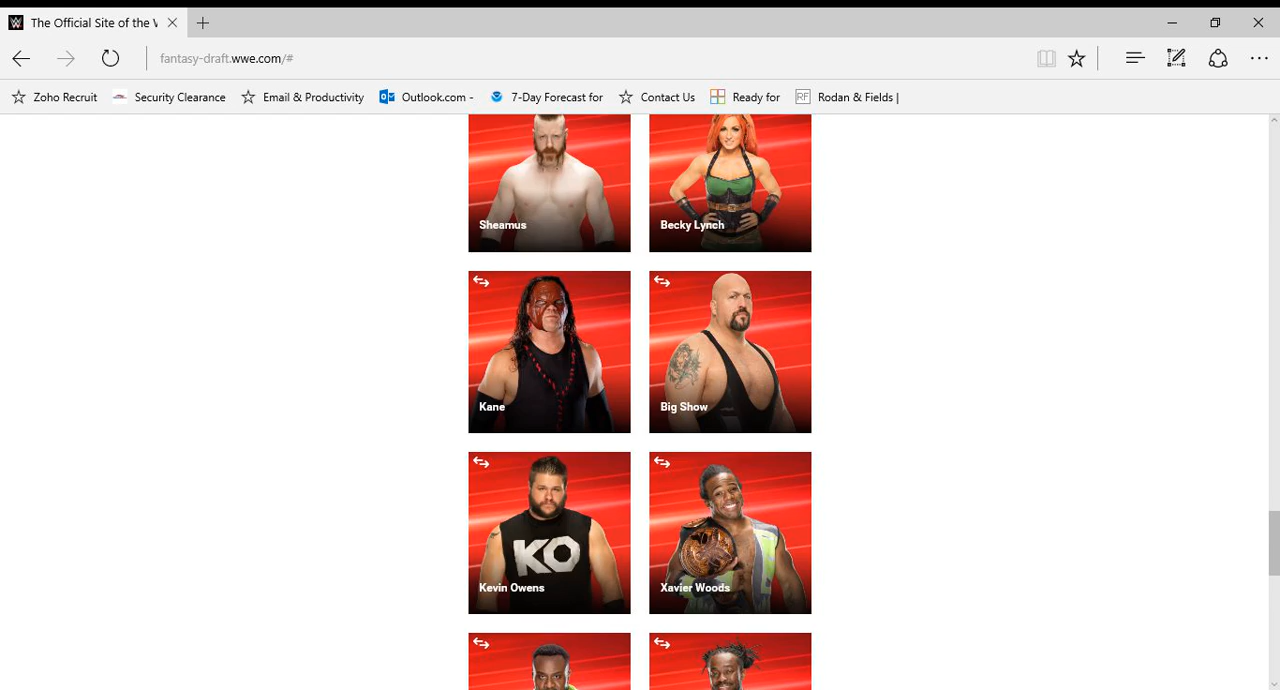 The Official Site of the W
fantasy-draft.wwe.com/#
Zoho Recruit
Security Clearance
Email & Productivity
Outlook.com -
7-Day Forecast for
Contact Us
Ready for
RF
Rodan & Fields |
Sheamus
Becky Lynch
Kane
Big Show
KO
Kevin Owens
Xavier Woods